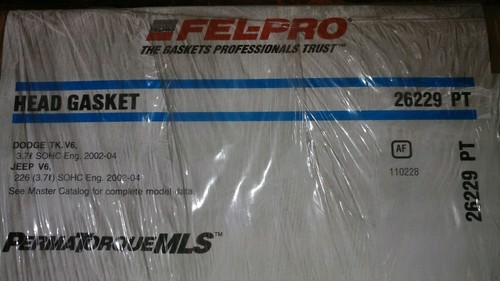 FEL-PRO
THE GASKETS PROFESSIONALS TRUST™
HEAD GASKET 26229 PT
DODGE TK. V6,
3.7ℓ SOHC Eng. 2002-04
JEEP V6,
226 (3.7ℓ) SOHC Eng. 2002-04
See Master Catalog for complete model data.
AF
110228
26229 PT
PERMATORQUEMLS™